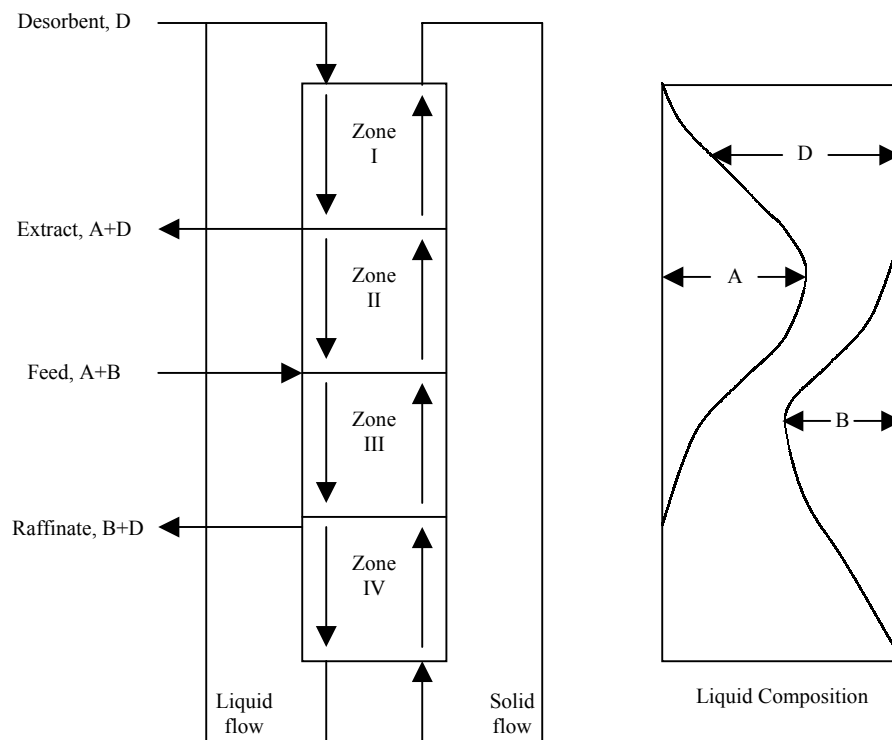 Desorbent, D
Zone
I
D
Extract, A+D
Zone
II
A
Feed, A+B
Zone
III
B
Raffinate, B+D
Zone
IV
Liquid
flow
Solid
flow
Liquid Composition